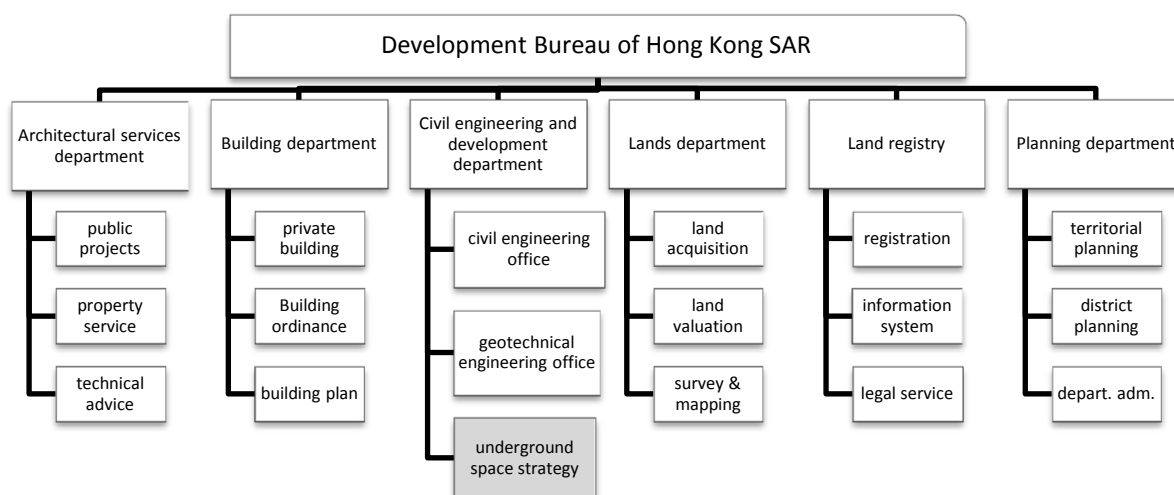 Development Bureau of Hong Kong SAR
Architectural services
department
public
projects
property
service
technical
advice
Building department
private
building
Building
ordinance
building plan
Civil engineering and
development
department
civil engineering
office
geotechnical
engineering office
underground
space strategy
Lands department
land
acquisition
land
valuation
survey &
mapping
Land registry
registration
information
system
legal service
Planning department
territorial
planning
district
planning
depart. adm.